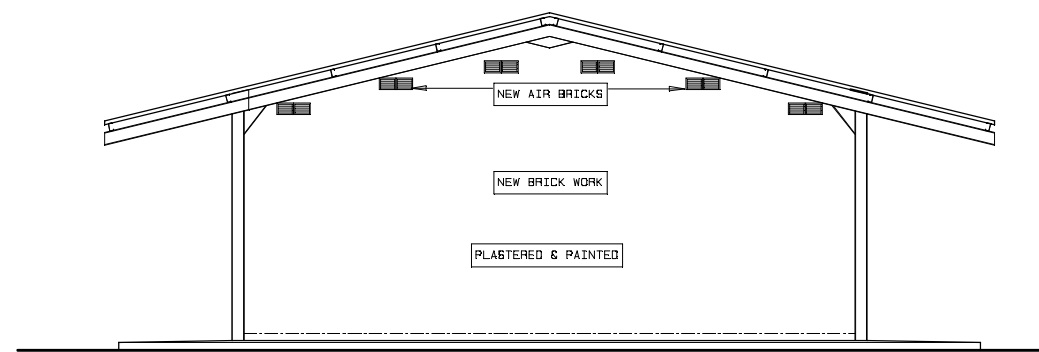 NEW AIR BRICKS
NEW BRICK WORK
PLASTERED & PAINTED